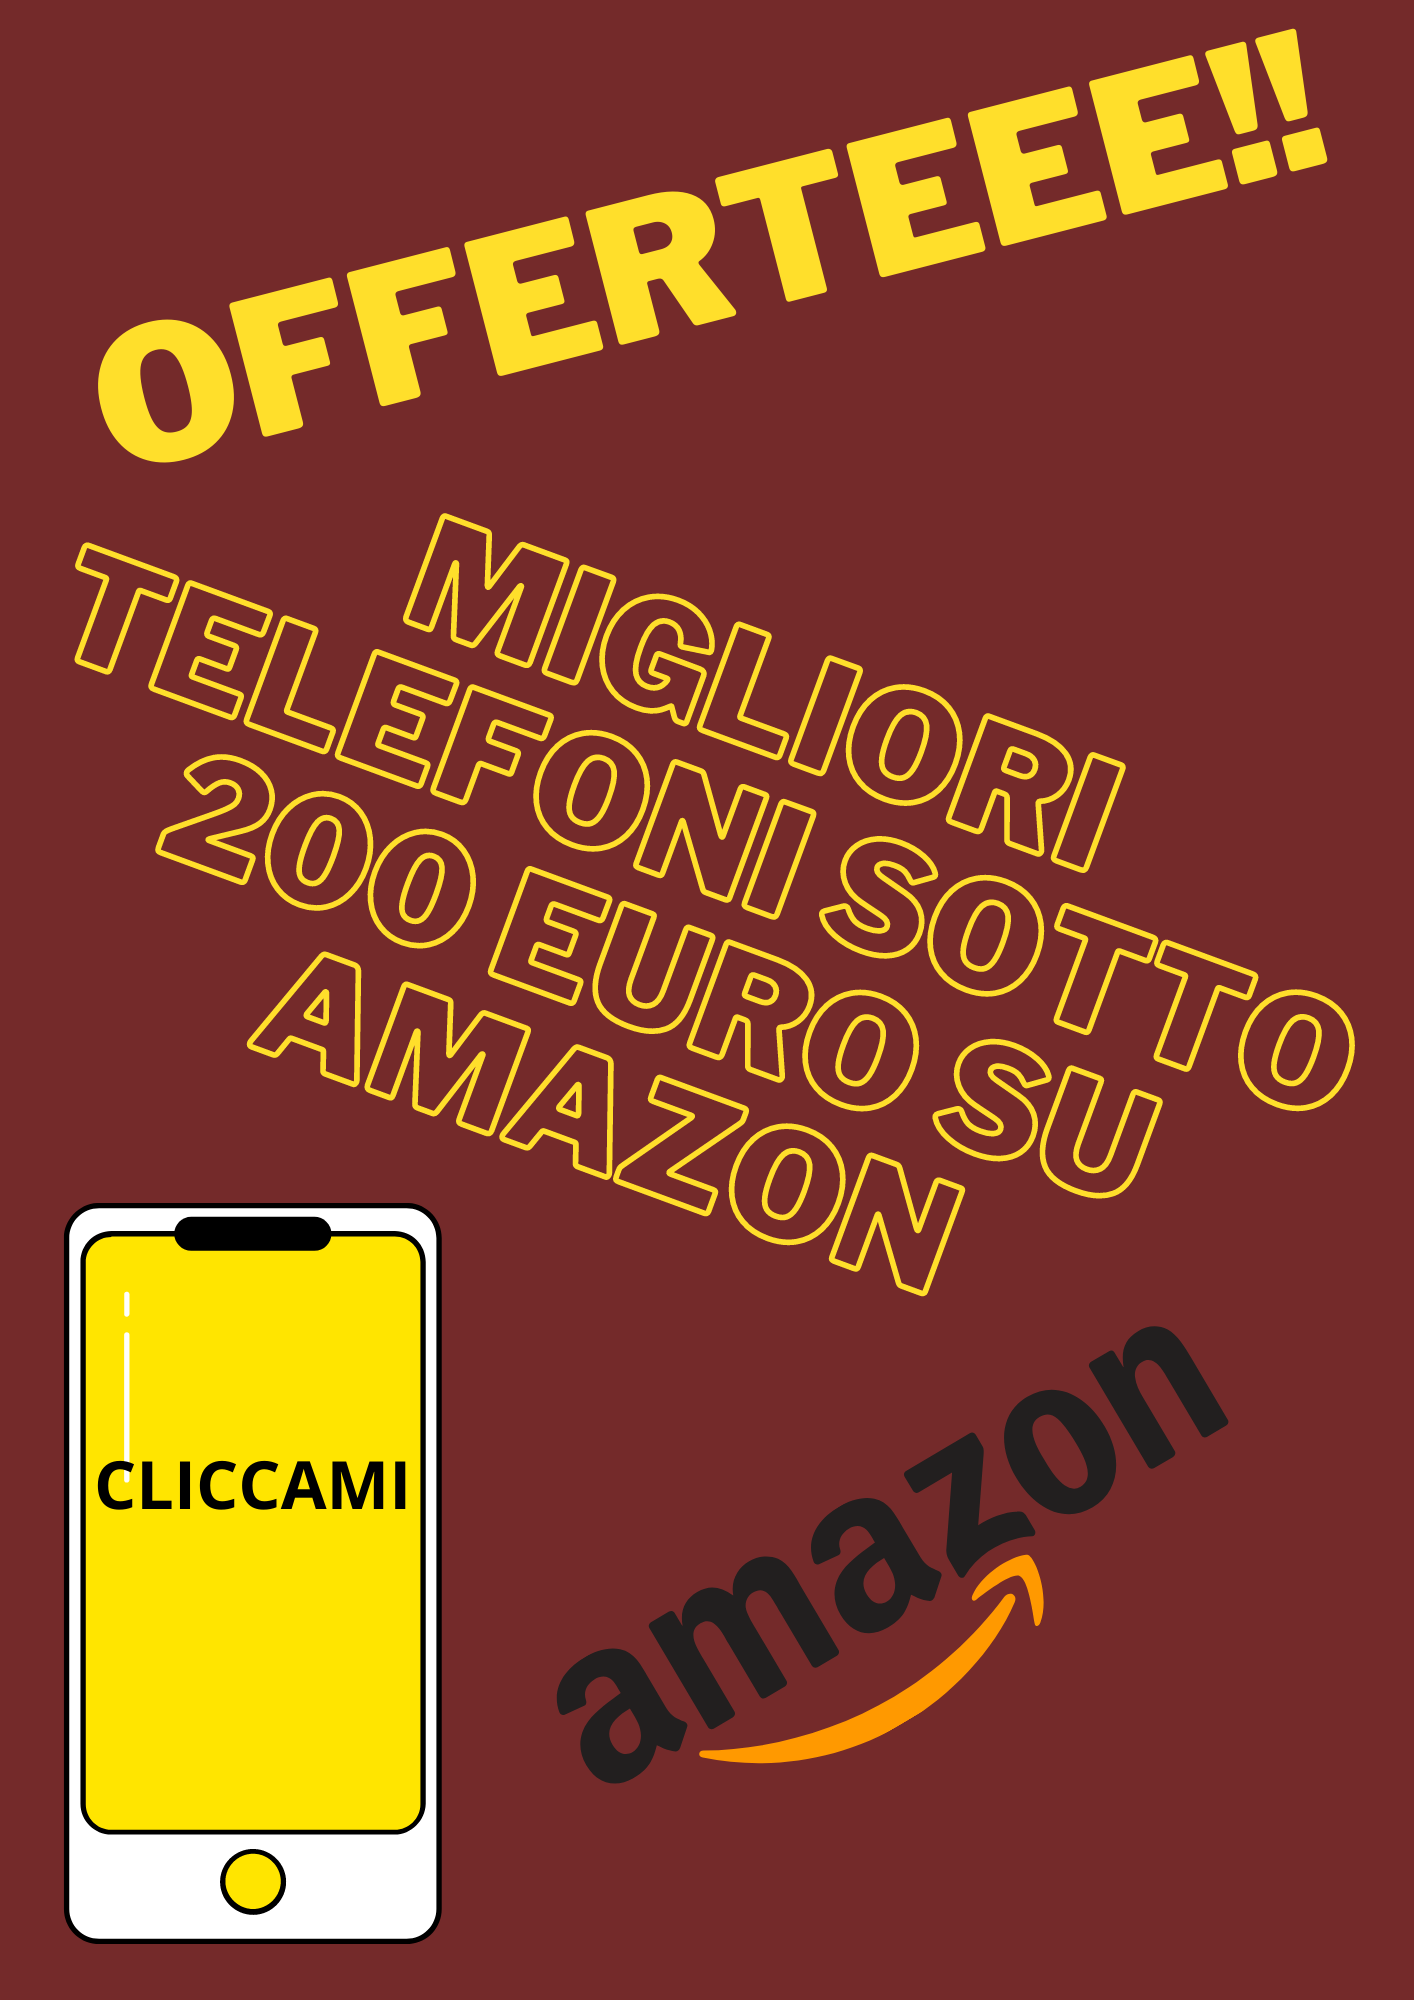 OFFERTEEE!!
MIGLIORI
TELEFONI SOTTO
200 EURO SU
AMAZON
CLICCAMI
amazon